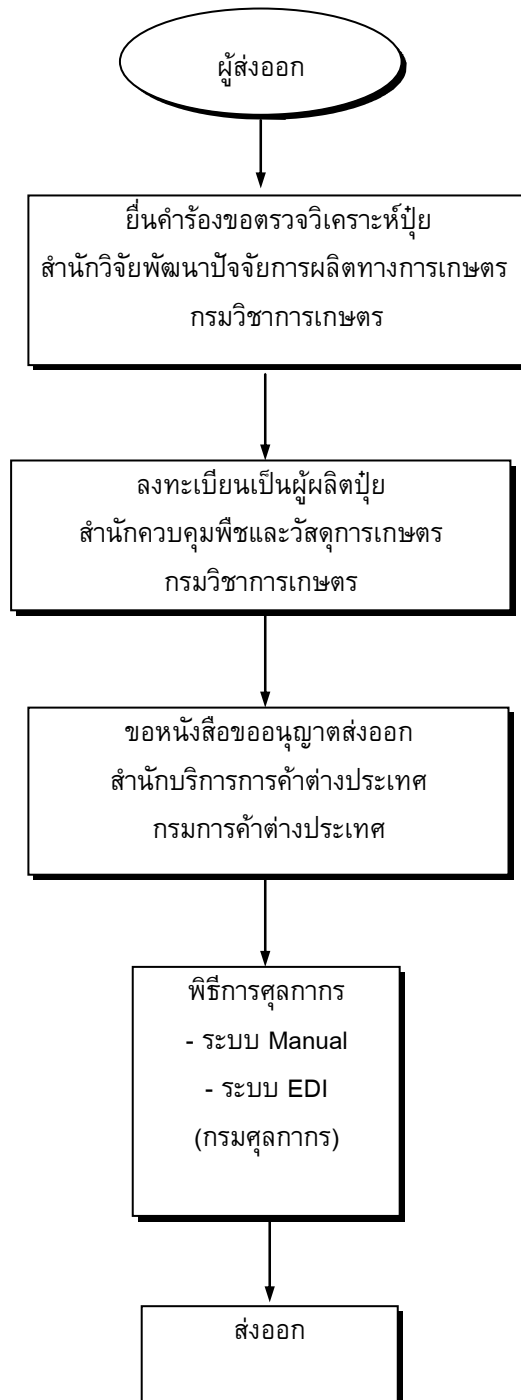 ผู้ส่งออก
ยื่นคำร้องขอตรวจวิเคราะห์ปุ๋ย
สำนักวิจัยพัฒนาปัจจัยการผลิตทางการเกษตร
กรมวิชาการเกษตร
ลงทะเบียนเป็นผู้ผลิตปุ๋ย
สำนักควบคุมพืชและวัสดุการเกษตร
กรมวิชาการเกษตร
ขอหนังสือขออนุญาตส่งออก
สำนักบริการการค้าต่างประเทศ
กรมการค้าต่างประเทศ
พิธีการศุลกากร
- ระบบ Manual
- ระบบ EDI
(กรมศุลกากร)
ส่งออก